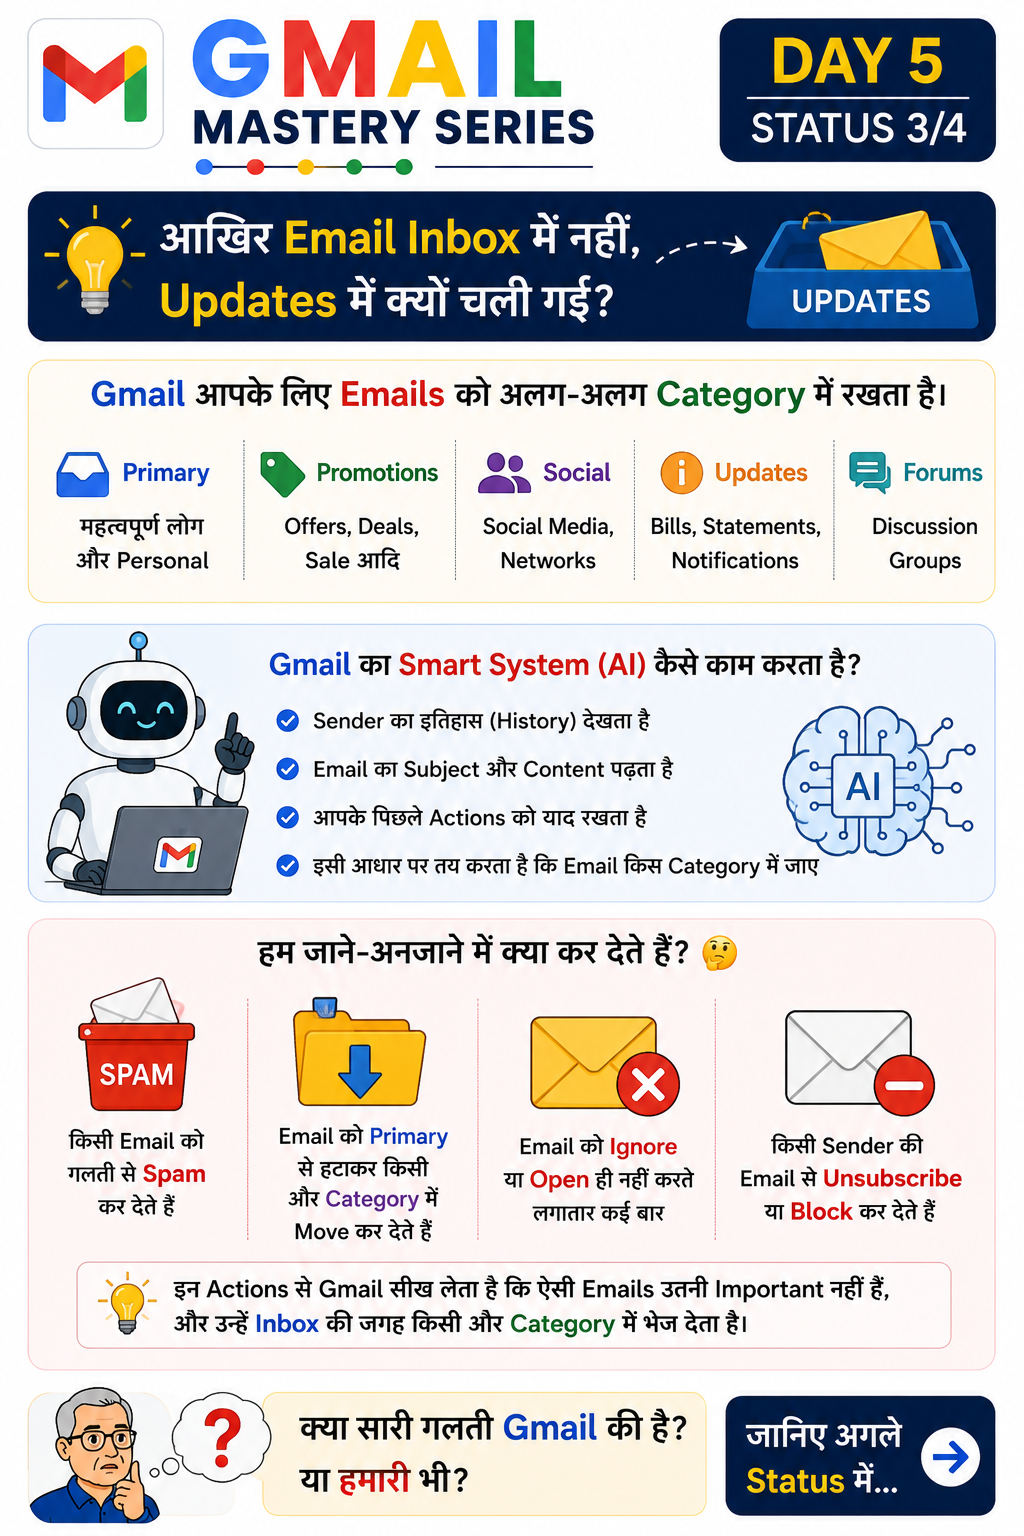 GMAIL
MASTERY SERIES
DAY 5
STATUS 3/4
आखिर Email Inbox में नहीं,
Updates में क्यों चली गई?
UPDATES
Gmail आपके लिए Emails को अलग-अलग Category में रखता है।
Primary
महत्वपूर्ण लोग
और Personal
Promotions
Offers, Deals,
Sale आदि
Social
Social Media,
Networks
Updates
Bills, Statements,
Notifications
Forums
Discussion
Groups
Gmail का Smart System (AI) कैसे काम करता है?
Sender का इतिहास (History) देखता है
Email का Subject और Content पढ़ता है
आपके पिछले Actions को याद रखता है
इसी आधार पर तय करता है कि Email किस Category में जाए
AI
हम जाने-अनजाने में क्या कर देते हैं? 🤔
SPAM
किसी Email को
गलती से Spam
कर देते हैं
Email को Primary
से हटाकर किसी
और Category में
Move कर देते हैं
Email को Ignore
या Open ही नहीं करते
लगातार कई बार
किसी Sender की
Email से Unsubscribe
या Block कर देते हैं
इन Actions से Gmail सीख लेता है कि ऐसी Emails उतनी Important नहीं हैं,
और उन्हें Inbox की जगह किसी और Category में भेज देता है।
?
क्या सारी गलती Gmail की है?
या हमारी भी?
जानिए अगले
Status में...